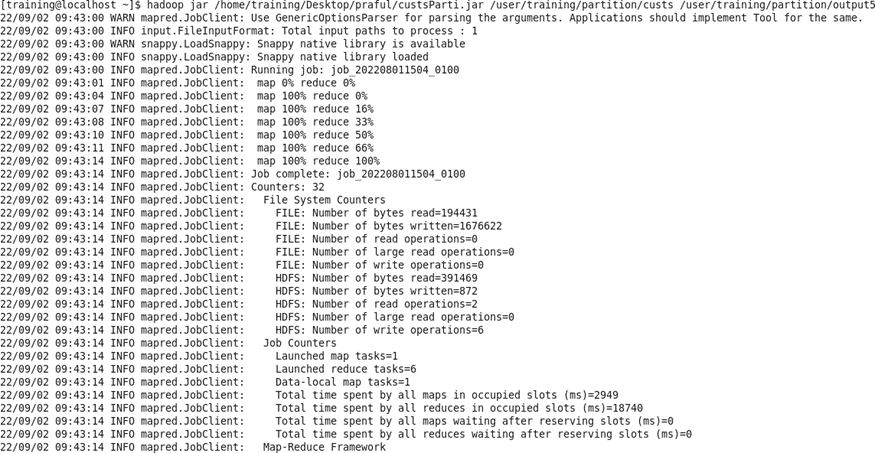 [training@localhost ~]$ hadoop jar /home/training/Desktop/praful/custsParti.jar /user/training/partition/custs /user/training/partition/output5
22/09/02 09:43:00 WARN mapred.JobClient: Use GenericOptionsParser for parsing the arguments. Applications should implement Tool for the same.
22/09/02 09:43:00 INFO input.FileInputFormat: Total input paths to process : 1
22/09/02 09:43:00 WARN snappy.LoadSnappy: Snappy native library is available
22/09/02 09:43:00 INFO snappy.LoadSnappy: Snappy native library loaded
22/09/02 09:43:00 INFO mapred.JobClient: Running job: job_202208011504_0100
22/09/02 09:43:01 INFO mapred.JobClient:  map 0% reduce 0%
22/09/02 09:43:04 INFO mapred.JobClient:  map 100% reduce 0%
22/09/02 09:43:07 INFO mapred.JobClient:  map 100% reduce 16%
22/09/02 09:43:08 INFO mapred.JobClient:  map 100% reduce 33%
22/09/02 09:43:10 INFO mapred.JobClient:  map 100% reduce 50%
22/09/02 09:43:11 INFO mapred.JobClient:  map 100% reduce 66%
22/09/02 09:43:14 INFO mapred.JobClient:  map 100% reduce 100%
22/09/02 09:43:14 INFO mapred.JobClient: Job complete: job_202208011504_0100
22/09/02 09:43:14 INFO mapred.JobClient: Counters: 32
22/09/02 09:43:14 INFO mapred.JobClient:   File System Counters
22/09/02 09:43:14 INFO mapred.JobClient:     FILE: Number of bytes read=194431
22/09/02 09:43:14 INFO mapred.JobClient:     FILE: Number of bytes written=1676622
22/09/02 09:43:14 INFO mapred.JobClient:     FILE: Number of read operations=0
22/09/02 09:43:14 INFO mapred.JobClient:     FILE: Number of large read operations=0
22/09/02 09:43:14 INFO mapred.JobClient:     FILE: Number of write operations=0
22/09/02 09:43:14 INFO mapred.JobClient:     HDFS: Number of bytes read=391469
22/09/02 09:43:14 INFO mapred.JobClient:     HDFS: Number of bytes written=872
22/09/02 09:43:14 INFO mapred.JobClient:     HDFS: Number of read operations=2
22/09/02 09:43:14 INFO mapred.JobClient:     HDFS: Number of large read operations=0
22/09/02 09:43:14 INFO mapred.JobClient:     HDFS: Number of write operations=6
22/09/02 09:43:14 INFO mapred.JobClient:   Job Counters
22/09/02 09:43:14 INFO mapred.JobClient:     Launched map tasks=1
22/09/02 09:43:14 INFO mapred.JobClient:     Launched reduce tasks=6
22/09/02 09:43:14 INFO mapred.JobClient:     Data-local map tasks=1
22/09/02 09:43:14 INFO mapred.JobClient:     Total time spent by all maps in occupied slots (ms)=2949
22/09/02 09:43:14 INFO mapred.JobClient:     Total time spent by all reduces in occupied slots (ms)=18740
22/09/02 09:43:14 INFO mapred.JobClient:     Total time spent by all maps waiting after reserving slots (ms)=0
22/09/02 09:43:14 INFO mapred.JobClient:     Total time spent by all reduces waiting after reserving slots (ms)=0
22/09/02 09:43:14 INFO mapred.JobClient:   Map-Reduce Framework